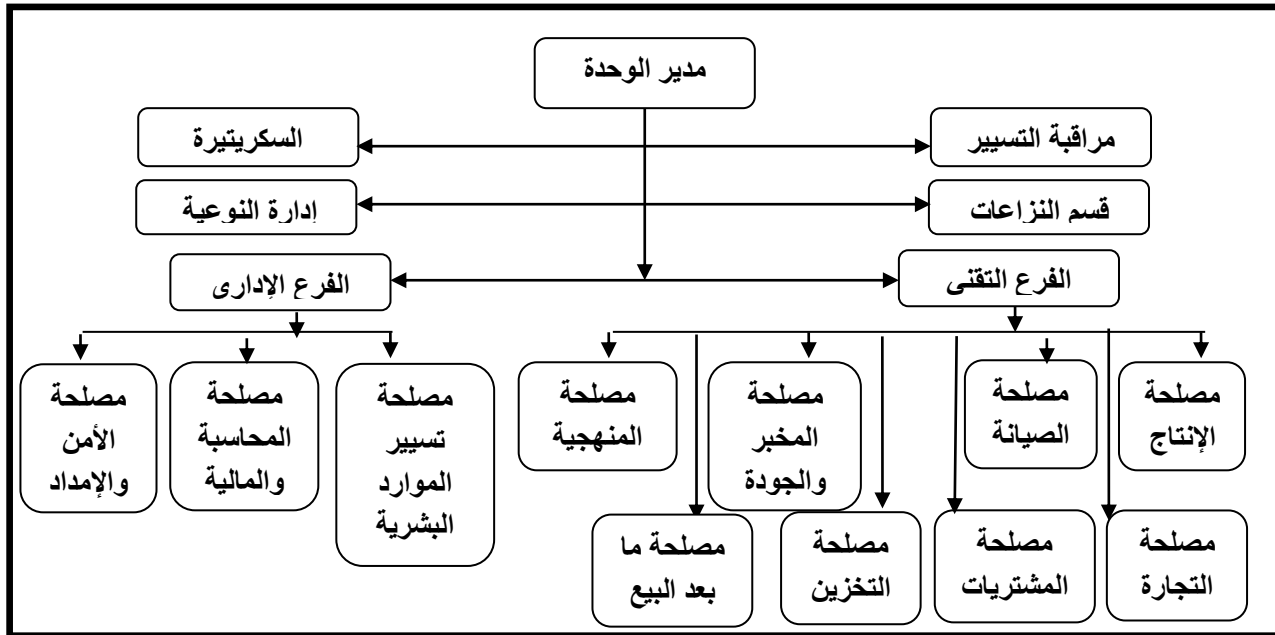 مدير الوحدة
مراقبة التسيير
السكريتيرة
قسم النزاعات
إدارة النوعية
الفرع التقنى
الفرع الإدارى
مصلحة
الإنتاج
مصلحة
الصيانة
مصلحة
المخبر
والجودة
مصلحة
المنهجية
مصلحة
تسيير
الموارد
البشرية
مصلحة
المحاسبة
والمالية
مصلحة
الأمن
والإمداد
مصلحة
التجارة
مصلحة
المشتريات
مصلحة
التخزين
مصلحة ما
بعد البيع